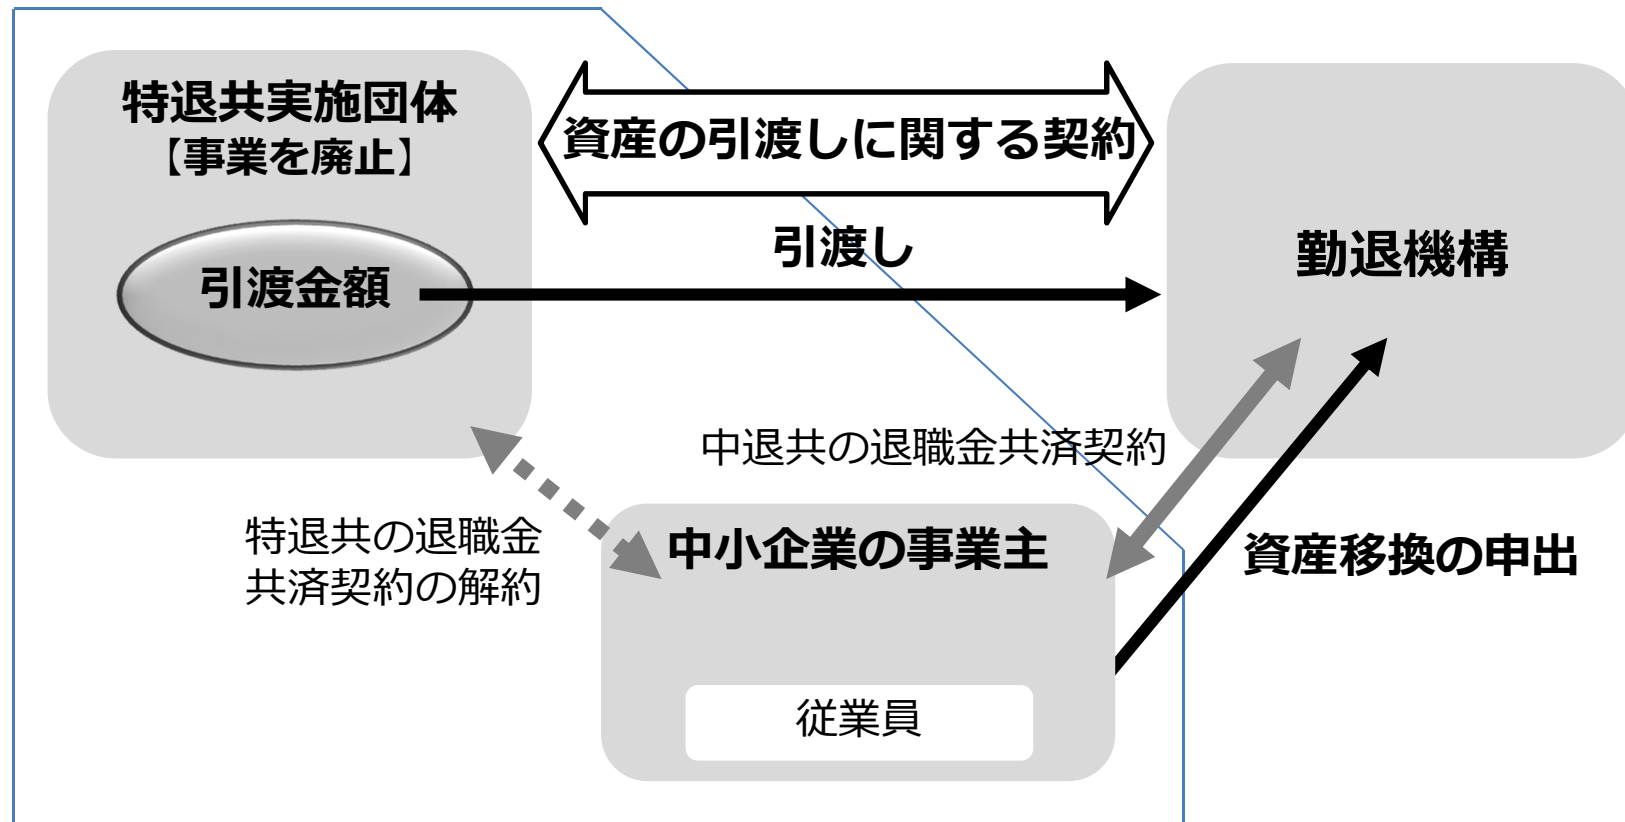 特退共実施団体
【事業を廃止】
資産の引渡しに関する契約
引渡し
引渡金額
勤退機構
中退共の退職金共済契約
特退共の退職金
共済契約の解約
中小企業の事業主
資産移換の申出
従業員